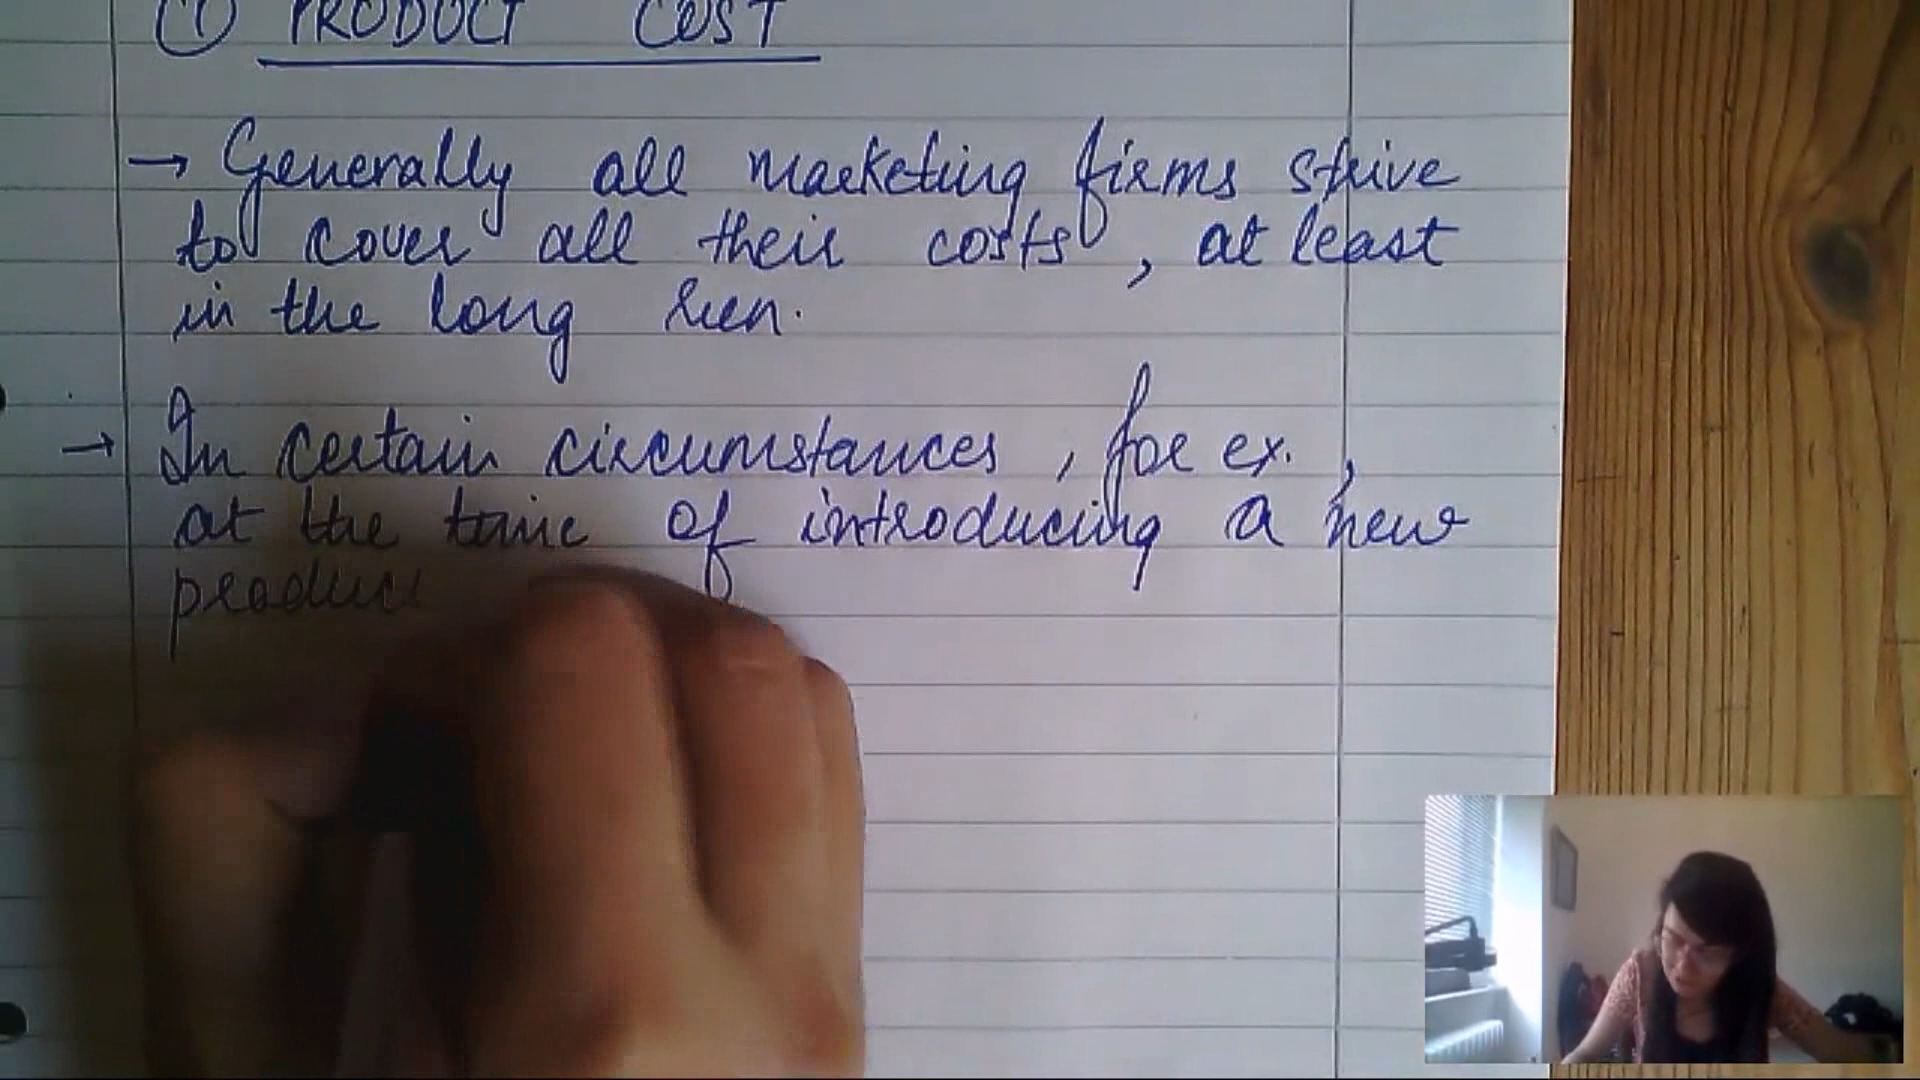 ① PRODUCT COST
→ Generally all marketing firms strive
to cover all their costs, at least
in the long run.
→ In certain circumstances, for ex.,
at the time of introducing a new
produc